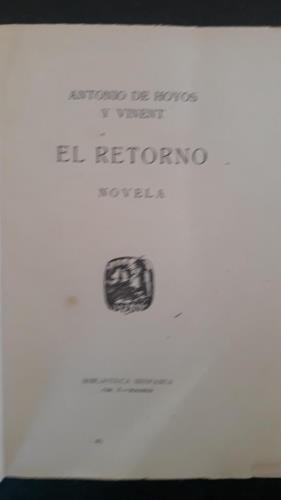 ANTONIO DE HOYOS
Y VINENT
EL RETORNO
NOVELA
BIBLIOTECA HISPANIA